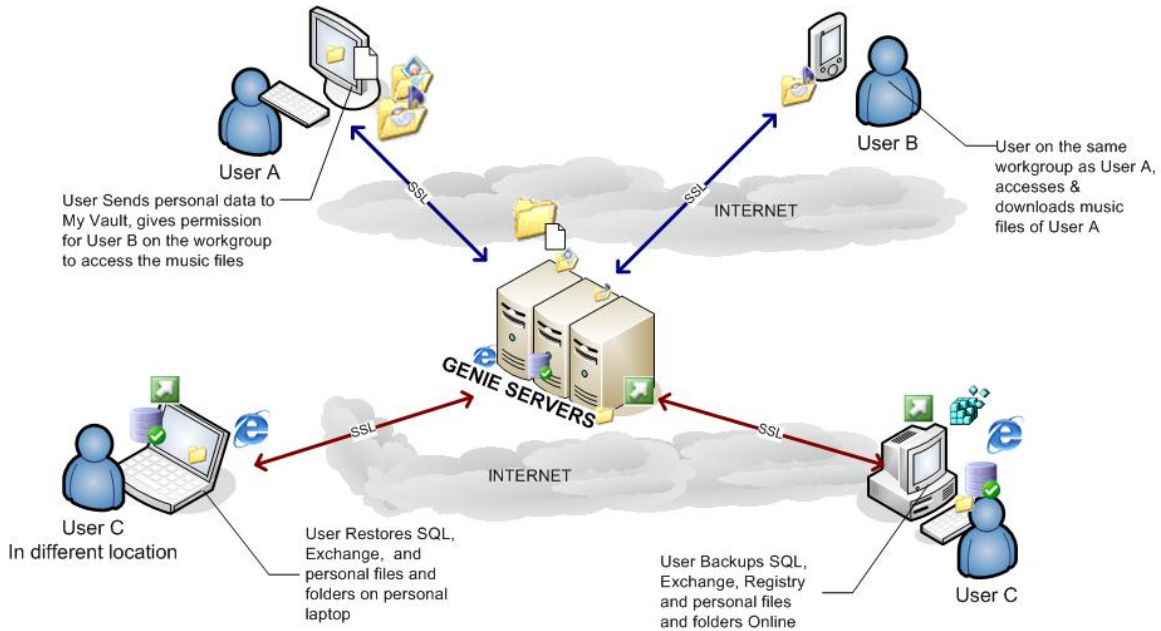 User A
User Sends personal data to
My Vault, gives permission
for User B on the workgroup
to access the music files
User B
User on the same
workgroup as User A,
accesses &
downloads music
files of User A
SSL
SSL
INTERNET
GENIE SERVERS
SSL
SSL
INTERNET
User C
In different location
User Restores SQL,
Exchange, and
personal files and
folders on personal
laptop
User Backups SQL,
Exchange, Registry
and personal files
and folders Online
User C